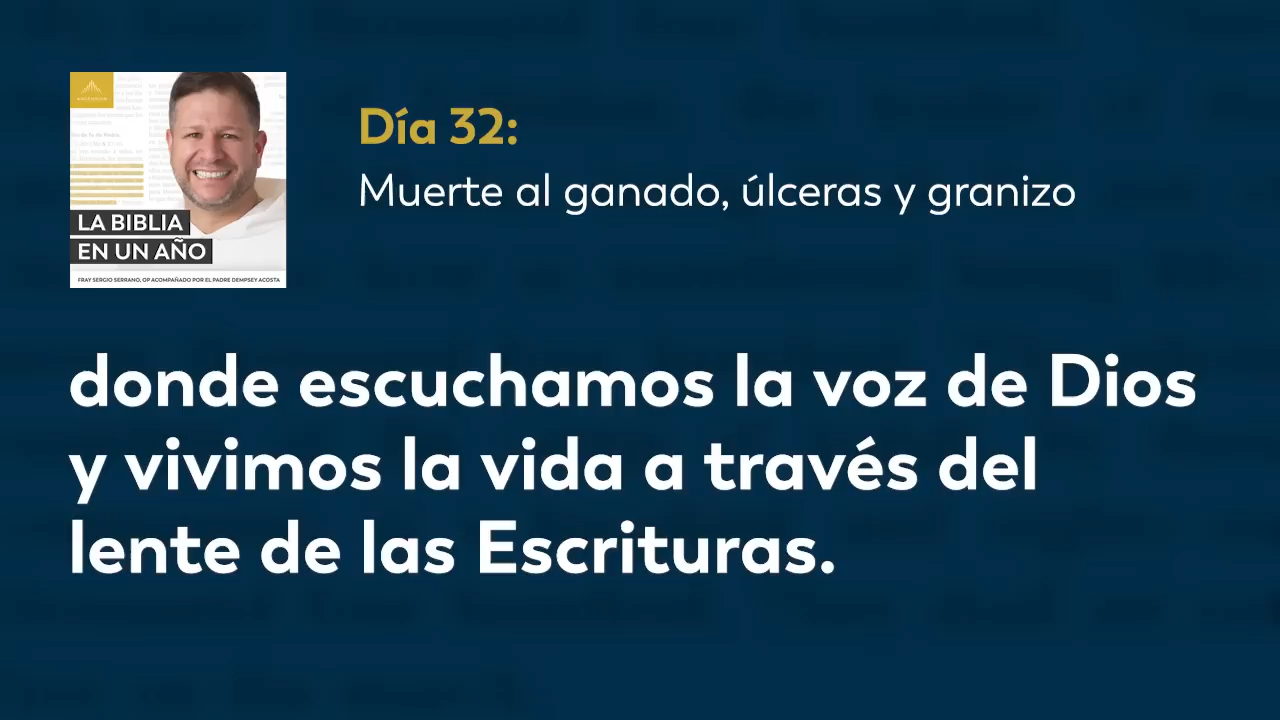 ASCENSION
LA BIBLIA
EN UN AÑO
FRAY SERGIO SERRANO, OP ACOMPAÑADO POR EL PADRE DEMPSEY ACOSTA
Día 32:
Muerte al ganado, úlceras y granizo
donde escuchamos la voz de Dios
y vivimos la vida a través del
lente de las Escrituras.